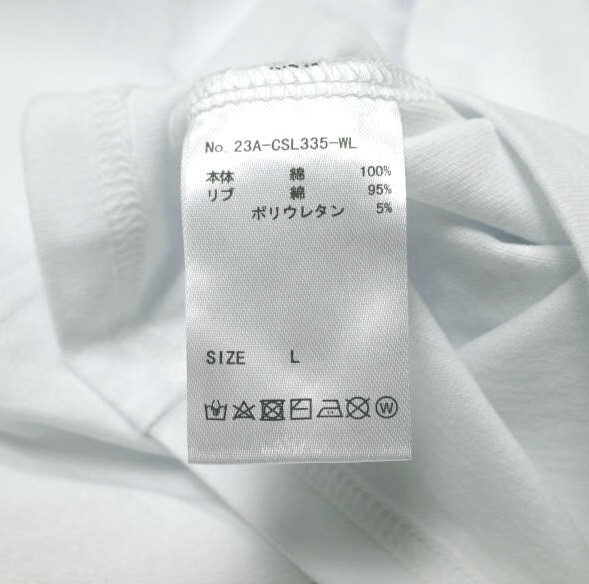 No. 23A-CSL335-WL
本体 綿 100%
リブ 綿 95%
ポリウレタン 5%
SIZE L
W